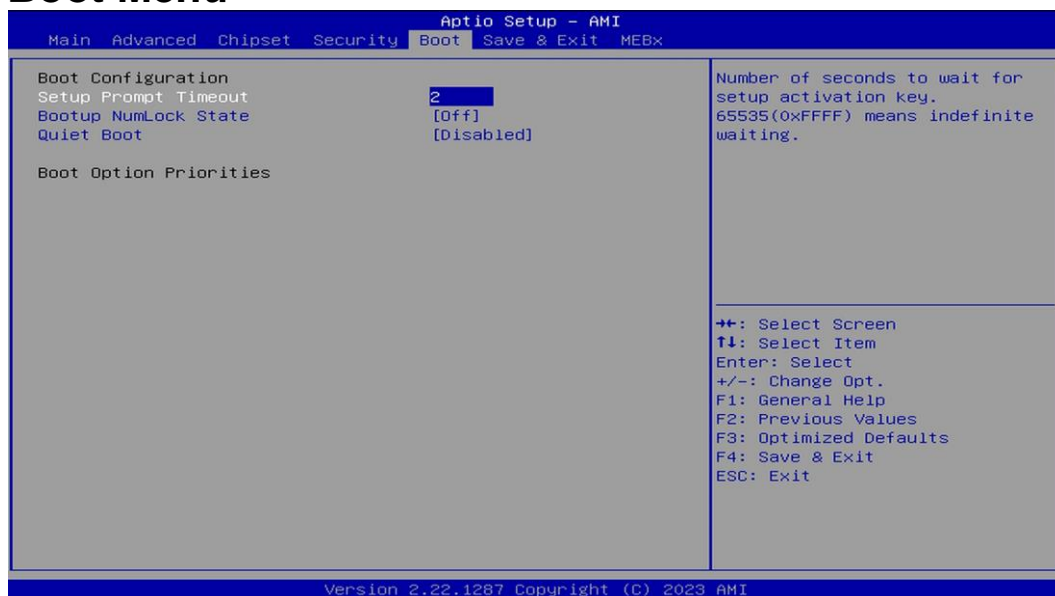 Aptio Setup - AMI
Main Advanced Chipset Security Boot Save & Exit MEBx
Boot Configuration
Setup Prompt Timeout 2
Bootup NumLock State [Off]
Quiet Boot [Disabled]
Boot Option Priorities
Number of seconds to wait for
setup activation key.
65535(0xFFFF) means indefinite
waiting.
→←: Select Screen
↑↓: Select Item
Enter: Select
+/-: Change Opt.
F1: General Help
F2: Previous Values
F3: Optimized Defaults
F4: Save & Exit
ESC: Exit
Version 2.22.1287 Copyright (C) 2023 AMI